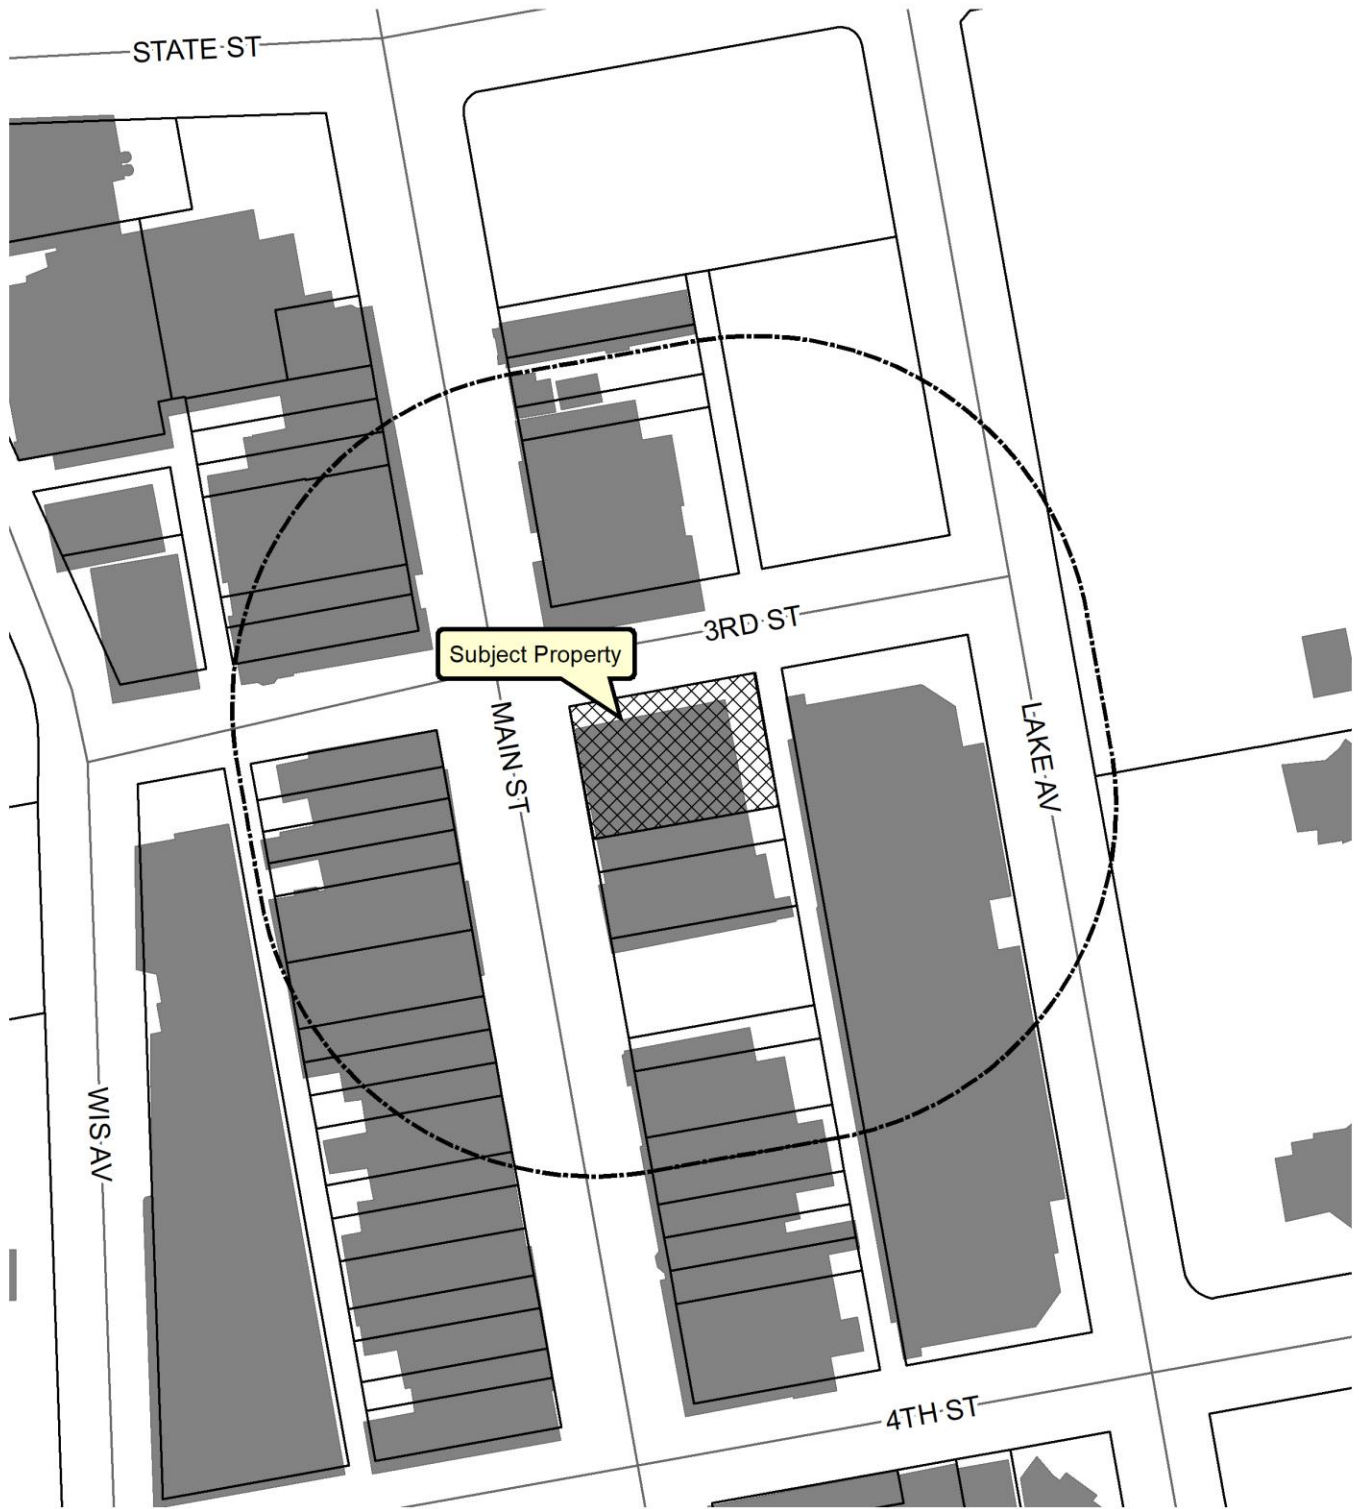 STATE ST
3RD ST
Subject Property
MAIN ST
LAKE AV
WIS AV
4TH ST